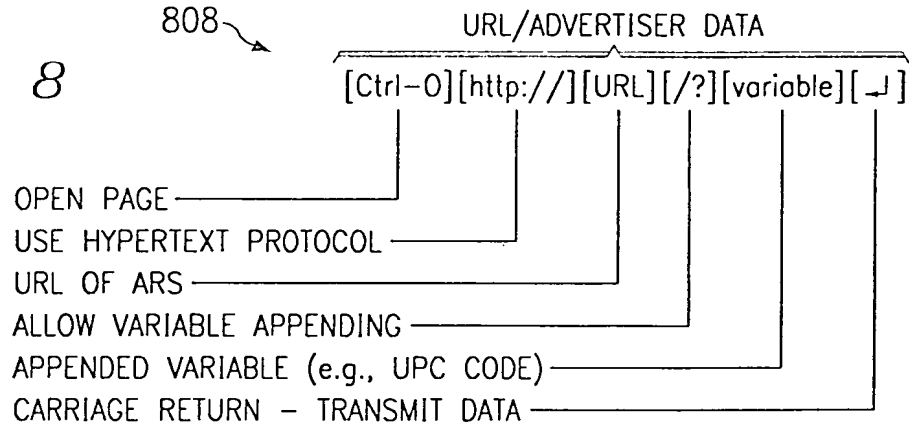 808
URL/ADVERTISER DATA
8
[Ctrl-O][http://][URL][/?][variable][↵]
OPEN PAGE
USE HYPERTEXT PROTOCOL
URL OF ARS
ALLOW VARIABLE APPENDING
APPENDED VARIABLE (e.g., UPC CODE)
CARRIAGE RETURN - TRANSMIT DATA